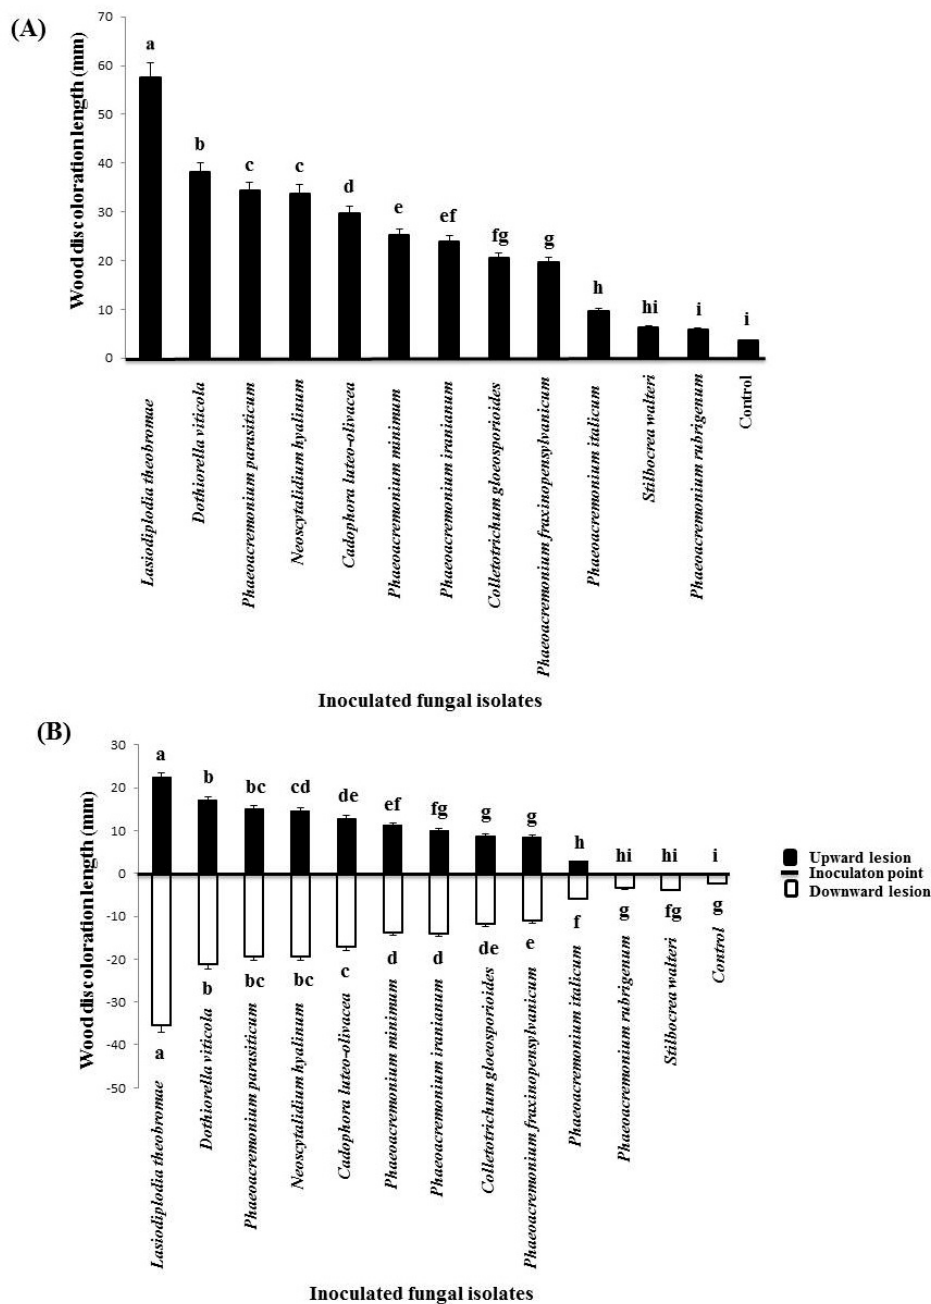 (A)
Wood discoloration length (mm)
70
60
50
40
30
20
10
0
a
b
c
c
d
e
ef
fg
g
h
hi
i
i
Lasiodiplodia theobromae
Dothiorella viticola
Phaeoacremonium parasiticum
Neoscytalidium hyalinum
Cadophora luteo-olivacea
Phaeoacremonium minimum
Phaeoacremonium iranianum
Colletotrichum gloeosporioides
Phaeoacremonium fraxinopensylvanicum
Phaeoacremonium italicum
Stilbocrea walteri
Phaeoacremonium rubrigenum
Control
Inoculated fungal isolates
(B)
Wood discoloration length (mm)
30
20
10
0
-10
-20
-30
-40
-50
a
b
bc
cd
de
ef
fg
g
g
h
hi
hi
i
a
b
bc
bc
c
d
d
de
e
f
g
fg
g
Lasiodiplodia theobromae
Dothiorella viticola
Phaeoacremonium parasiticum
Neoscytalidium hyalinum
Cadophora luteo-olivacea
Phaeoacremonium minimum
Phaeoacremonium iranianum
Colletotrichum gloeosporioides
Phaeoacremonium fraxinopensylvanicum
Phaeoacremonium italicum
Phaeoacremonium rubrigenum
Stilbocrea walteri
Control
Upward lesion
Inoculaton point
Downward lesion
Inoculated fungal isolates